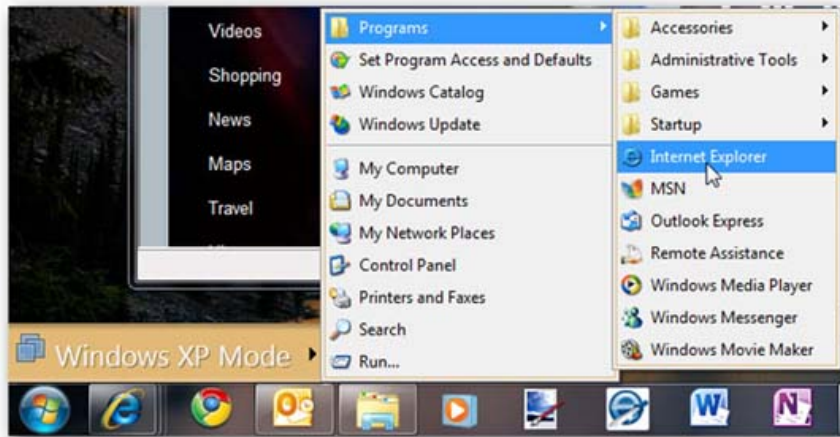 Videos
Shopping
News
Maps
Travel
Windows XP Mode
Programs
Set Program Access and Defaults
Windows Catalog
Windows Update
My Computer
My Documents
My Network Places
Control Panel
Printers and Faxes
Search
Run...
Accessories
Administrative Tools
Games
Startup
Internet Explorer
MSN
Outlook Express
Remote Assistance
Windows Media Player
Windows Messenger
Windows Movie Maker
W
N